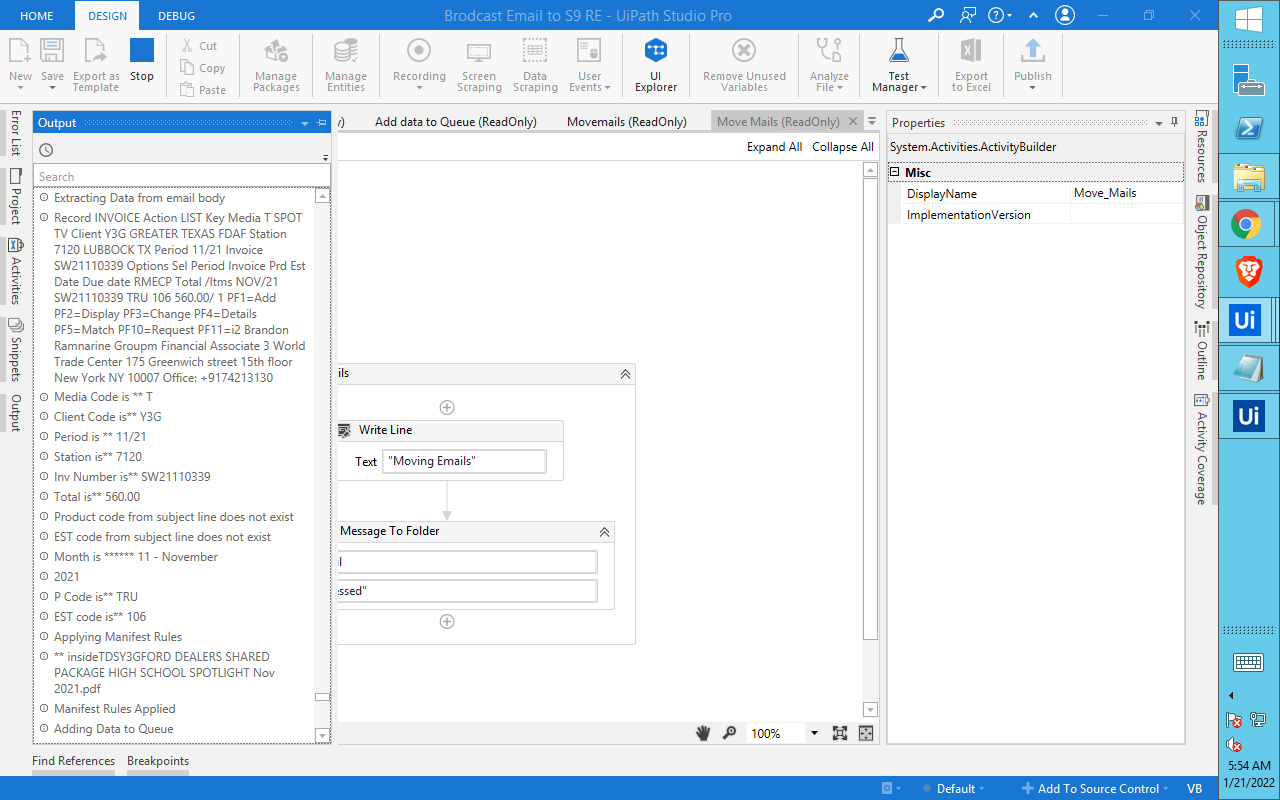 HOME
DESIGN
DEBUG
Brodcast Email to S9 RE - UiPath Studio Pro
New
Save
Export as
Template
Stop
Cut
Copy
Paste
Manage
Packages
Manage
Entities
Recording
Screen
Scraping
Data
Scraping
User
Events
UI
Explorer
Remove Unused
Variables
Analyze
File
Test
Manager
Export
to Excel
Publish
Error List
Project
Activities
Snippets
Output
Output
Search
Extracting Data from email body
Record INVOICE Action LIST Key Media T SPOT
TV Client Y3G GREATER TEXAS FDAF Station
7120 LUBBOCK TX Period 11/21 Invoice
SW21110339 Options Sel Period Invoice Prd Est
Date Due date RMECP Total /Itms NOV/21
SW21110339 TRU 106 560.00/ 1 PF1=Add
PF2=Display PF3=Change PF4=Details
PF5=Match PF10=Request PF11=i2 Brandon
Ramnarine Groupm Financial Associate 3 World
Trade Center 175 Greenwich street 15th floor
New York NY 10007 Office: +9174213130
Media Code is ** T
Client Code is** Y3G
Period is ** 11/21
Station is** 7120
Inv Number is** SW21110339
Total is** 560.00
Product code from subject line does not exist
EST code from subject line does not exist
Month is ****** 11 - November
2021
P Code is** TRU
EST code is** 106
Applying Manifest Rules
** insideTDSY3GFORD DEALERS SHARED
PACKAGE HIGH SCHOOL SPOTLIGHT Nov
2021.pdf
Manifest Rules Applied
Adding Data to Queue
Find References
Breakpoints
y)
Add data to Queue (ReadOnly)
Movemails (ReadOnly)
Move Mails (ReadOnly)
Expand All
Collapse All
ils
Write Line
Text
"Moving Emails"
Message To Folder
il
essed"
100%
Properties
System.Activities.ActivityBuilder
Misc
DisplayName
Move_Mails
ImplementationVersion
Resources
Object Repository
Outline
Activity Coverage
Default
Add To Source Control
VB
Ui
Ui
5:54 AM
1/21/2022